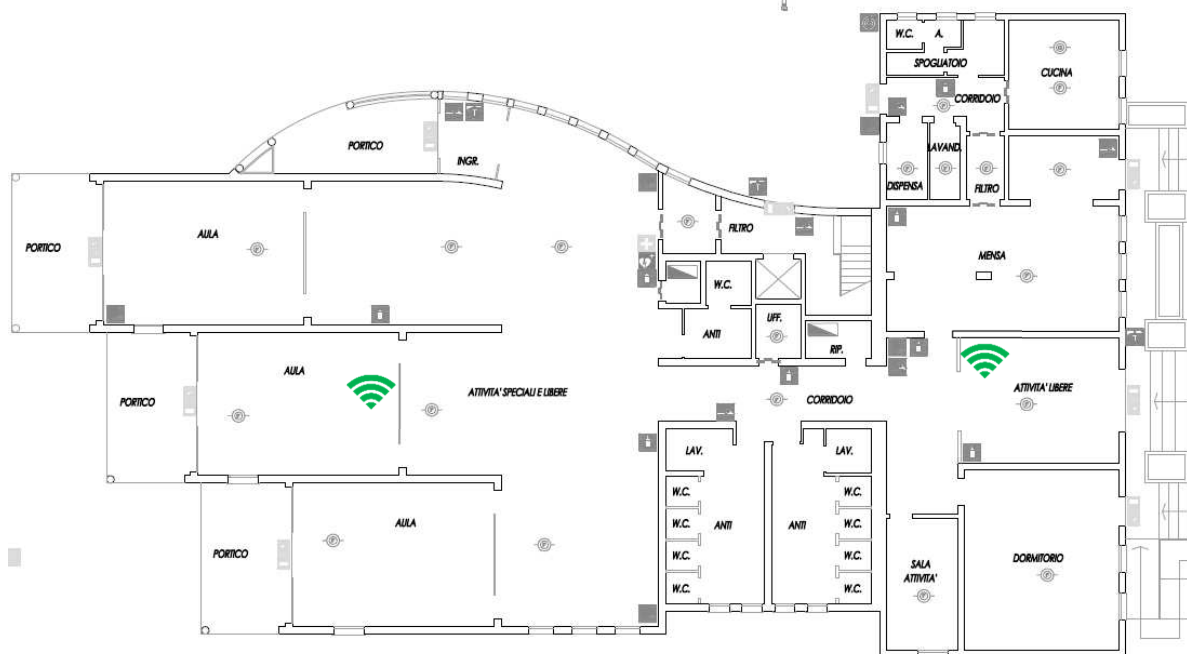 W.C.
A.
SPOGLIATOIO
CUCINA
CORRIDOIO
PORTICO
INGR.
LAVAND.
DISPENSA
FILTRO
PORTICO
AULA
FILTRO
MENSA
W.C.
ANTI
UFF.
RIP.
PORTICO
AULA
ATTIVITA' SPECIALI E LIBERE
CORRIDOIO
ATTIVITA' LIBERE
LAV.
LAV.
W.C.
W.C.
PORTICO
AULA
W.C.
ANTI
ANTI
W.C.
W.C.
W.C.
W.C.
W.C.
SALA
ATTIVITA'
DORMITORIO